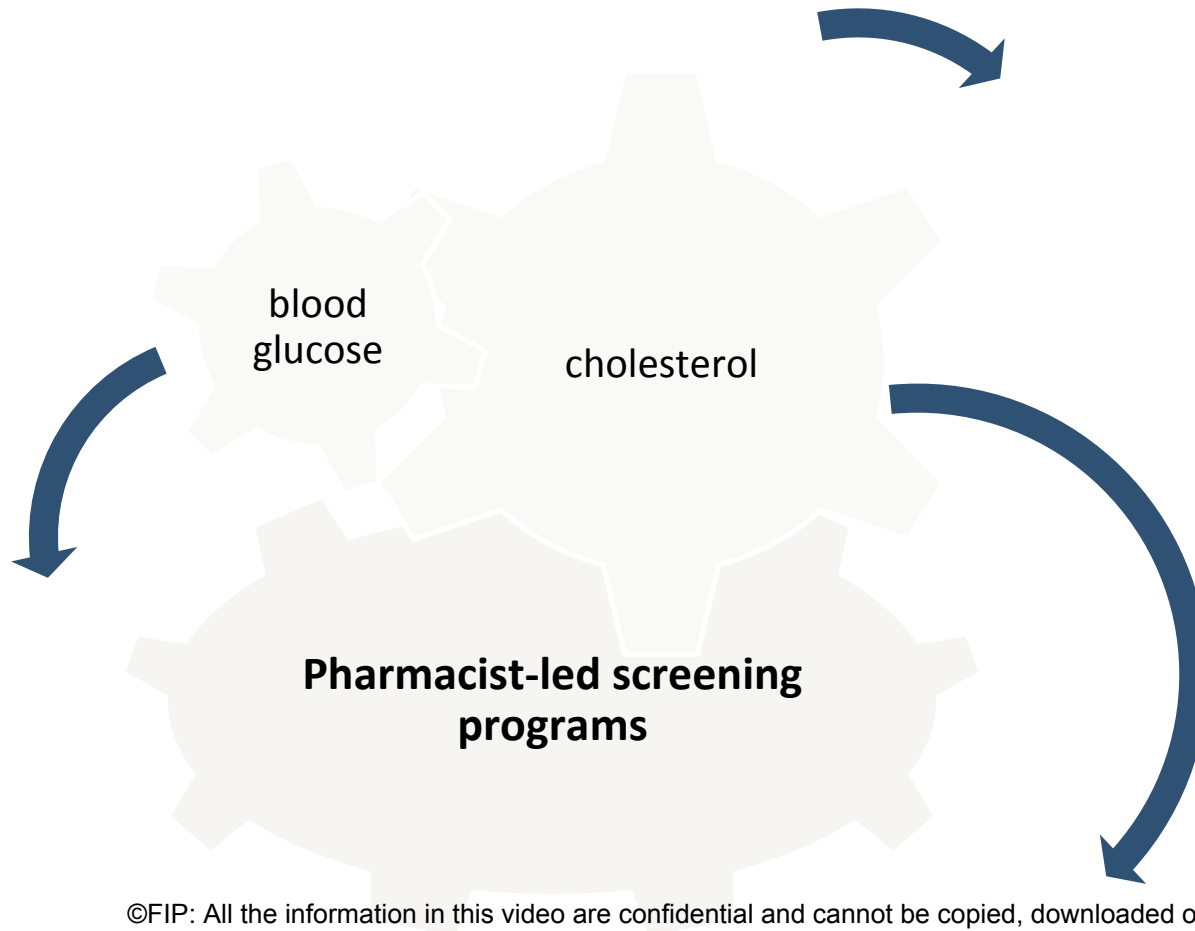 blood
glucose
cholesterol
Pharmacist-led screening
programs
©FIP: All the information in this video are confidential and cannot be copied, downloaded o